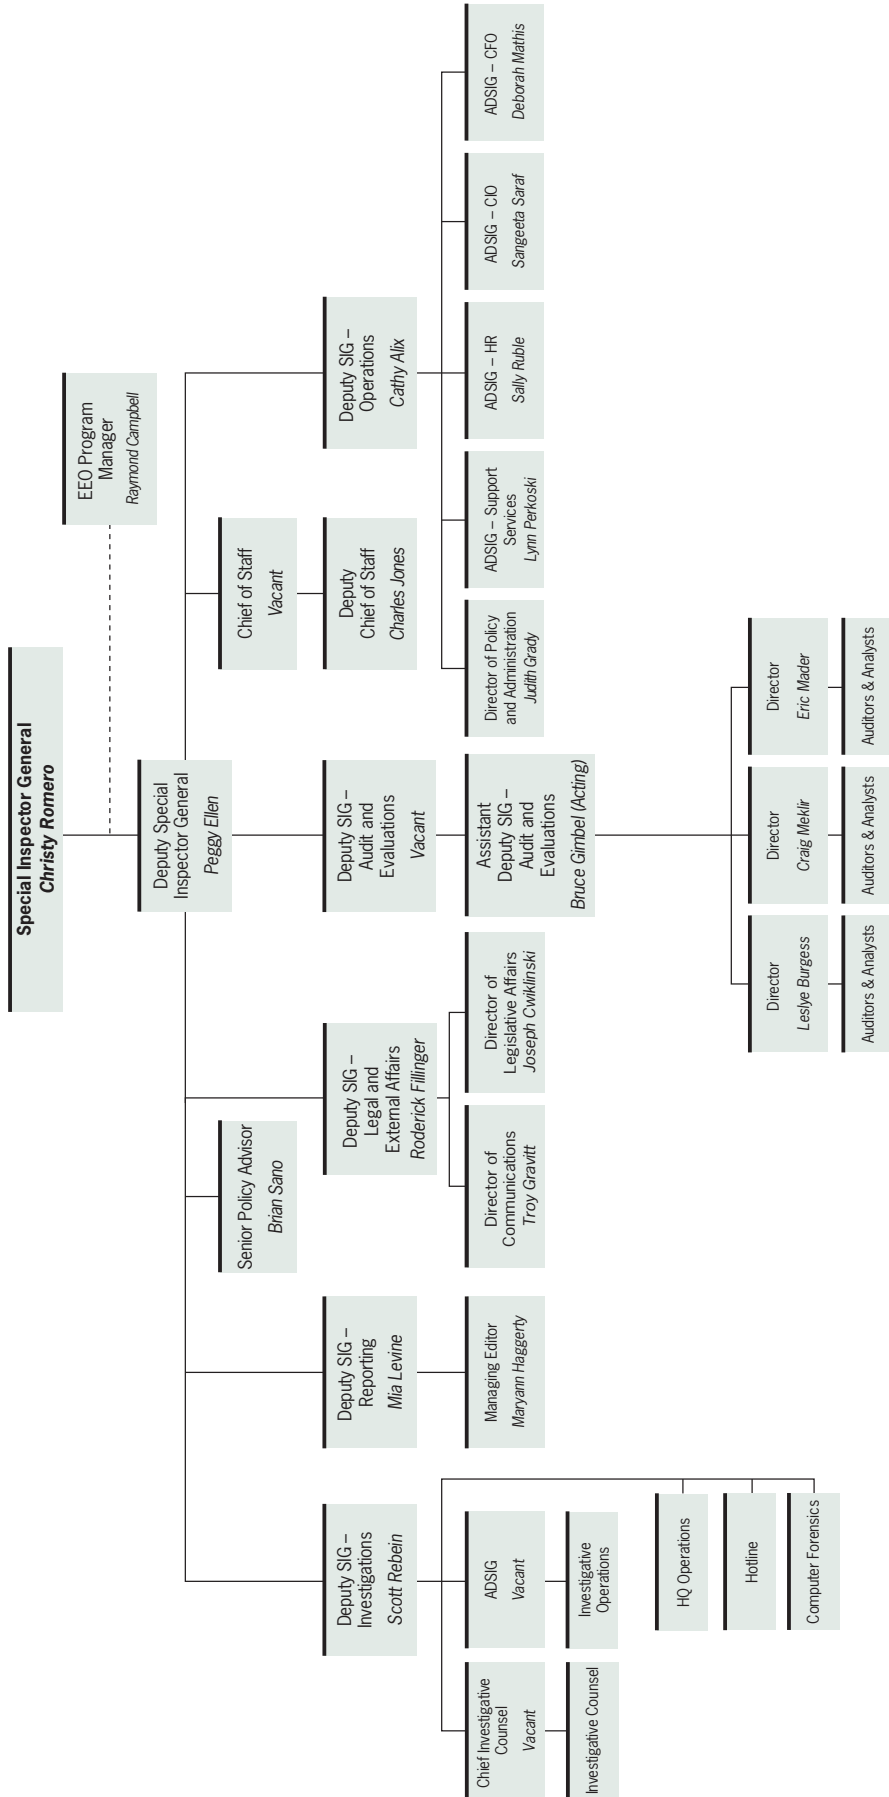 Special Inspector General
Christy Romero
EEO Program
Manager
Raymond Campbell
Deputy Special
Inspector General
Peggy Ellen
Senior Policy Advisor
Brian Sano
Chief of Staff
Vacant
Deputy SIG –
Investigations
Scott Rebein
Deputy SIG –
Reporting
Mia Levine
Deputy SIG –
Legal and
External Affairs
Roderick Fillinger
Deputy SIG –
Audit and
Evaluations
Vacant
Deputy
Chief of Staff
Charles Jones
Deputy SIG –
Operations
Cathy Alix
Chief Investigative
Counsel
Vacant
ADSIG
Vacant
Managing Editor
Maryann Haggerty
Director of
Communications
Troy Gravitt
Director of
Legislative Affairs
Joseph Cwiklinski
Assistant
Deputy SIG –
Audit and
Evaluations
Bruce Gimbel (Acting)
Director of Policy
and Administration
Judith Grady
ADSIG – Support
Services
Lynn Perkoski
ADSIG – HR
Sally Ruble
ADSIG – CIO
Sangeeta Saraf
ADSIG – CFO
Deborah Mathis
Investigative Counsel
Investigative
Operations
HQ Operations
Hotline
Computer Forensics
Director
Leslye Burgess
Director
Craig Meklir
Director
Eric Mader
Auditors & Analysts
Auditors & Analysts
Auditors & Analysts